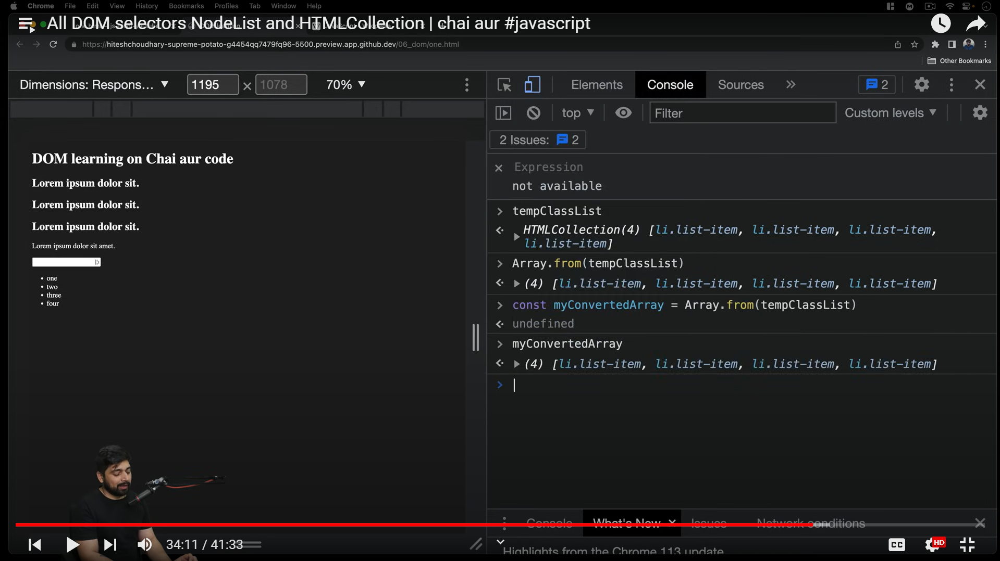 Chrome File Edit View History Bookmarks Profiles Tab Window Help
All DOM selectors NodeList and HTMLCollection | chai aur #javascript
https://hiteshchoudhary-supreme-potato-g4454qq7479fq96-5500.preview.app.github.dev/06_dom/one.html
Other Bookmarks
Dimensions: Respons... ▼ 1195 × 1078 70% ▼
Elements Console Sources » 2
top ▼ Filter Custom levels ▼
2 Issues: 2
DOM learning on Chai aur code
Lorem ipsum dolor sit.
Lorem ipsum dolor sit.
Lorem ipsum dolor sit.
Lorem ipsum dolor sit amet.
• one
• two
• three
• four
Expression
not available
tempClassList
HTMLCollection(4) [li.list-item, li.list-item, li.list-item,
li.list-item]
Array.from(tempClassList)
(4) [li.list-item, li.list-item, li.list-item, li.list-item]
const myConvertedArray = Array.from(tempClassList)
undefined
myConvertedArray
(4) [li.list-item, li.list-item, li.list-item, li.list-item]
Console What's New × Issues Network conditions
34:11 / 41:33
CC HD
Highlights from the Chrome 113 update